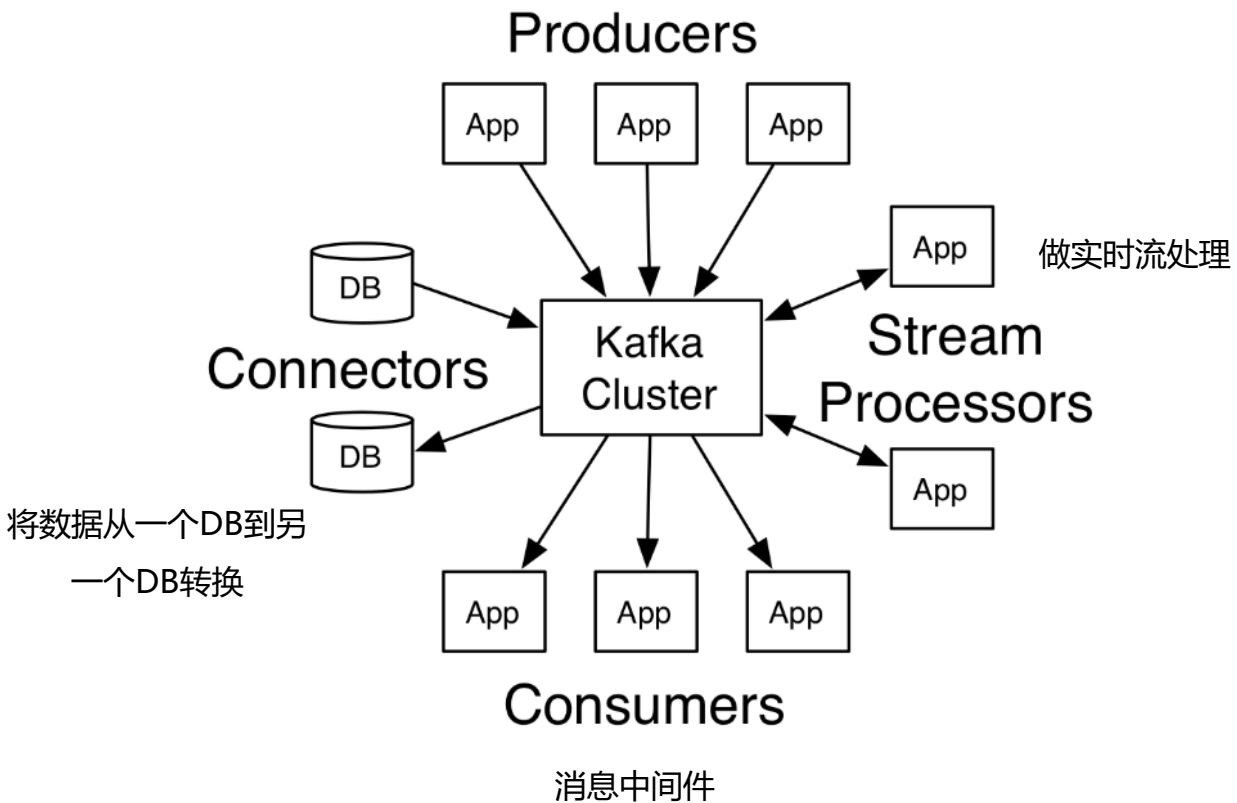 Producers
App
App
App
App
做实时流处理
DB
Kafka
Cluster
Stream
Processors
Connectors
DB
App
将数据从一个DB到另
一个DB转换
App
App
App
Consumers
消息中间件